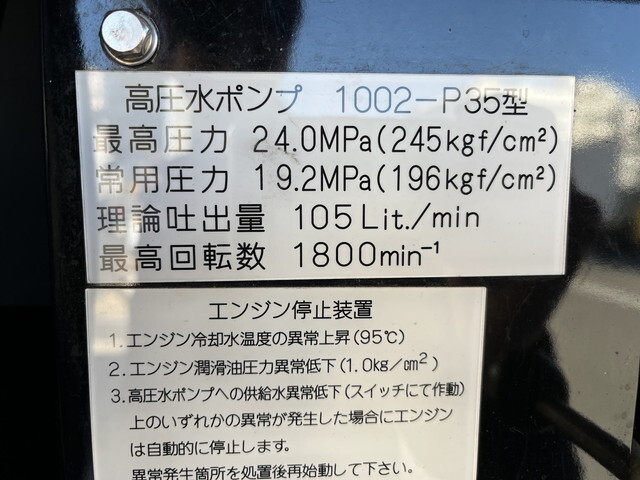 高圧水ポンプ 1002-P35型
最高圧力 24.0MPa(245kgf/cm²)
常用圧力 19.2MPa(196kgf/cm²)
理論吐出量 105Lit./min
最高回転数 1800min⁻¹
エンジン停止装置
1.エンジン冷却水温度の異常上昇(95℃)
2.エンジン潤滑油圧力異常低下(1.0kg/cm²)
3.高圧水ポンプへの供給水異常低下(スイッチにて作動)
上のいずれかの異常が発生した場合にエンジン
は自動的に停止します。
異常発生箇所を処置後再始動して下さい。